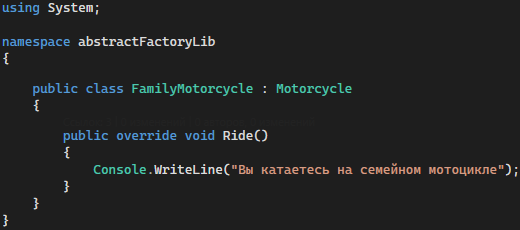 using System;
namespace abstractFactoryLib
{
public class FamilyMotorcycle : Motorcycle
{
public override void Ride()
{
Console.WriteLine("Вы катаетесь на семейном мотоцикле");
}
}
}